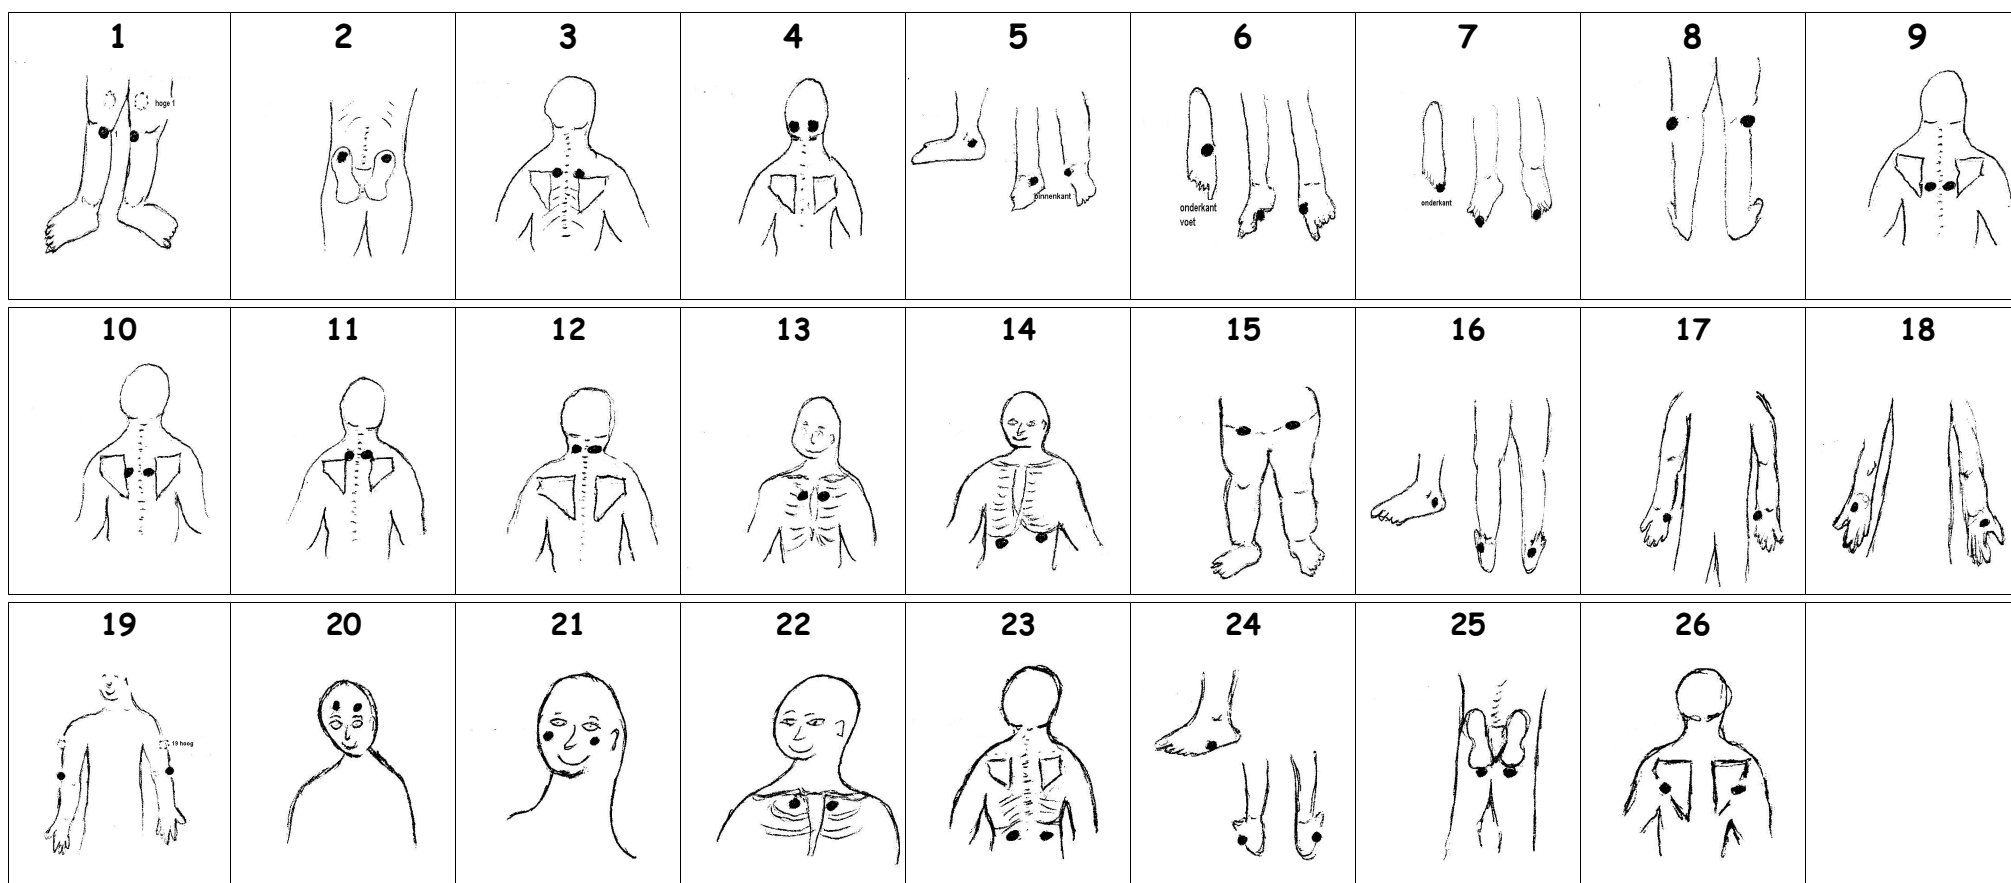 1 2 3 4 5 6 7 8 9
hoge 1
binnenkant
onderkant
voet
onderkant
10 11 12 13 14 15 16 17 18
19 20 21 22 23 24 25 26
19 hoog